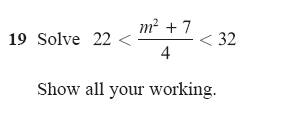 19 Solve 22 < (m² + 7)/4 < 32
Show all your working.